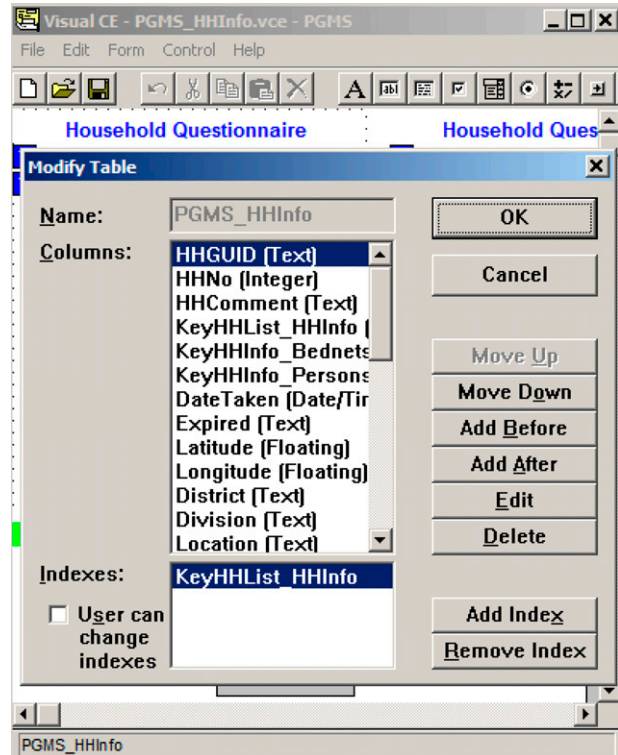 Visual CE - PGMS_HHInfo.vce - PGMS
File Edit Form Control Help
A ab
Household Questionnaire
Household Ques
Modify Table
Name: PGMS_HHInfo
OK
Columns:
HHGUID (Text)
HHNo (Integer)
HHComment (Text)
KeyHHList_HHInfo (
KeyHHInfo_Bednets
KeyHHInfo_Persons
DateTaken (Date/Tim
Expired (Text)
Latitude (Floating)
Longitude (Floating)
District (Text)
Division (Text)
Location (Text)
Cancel
Move Up
Move Down
Add Before
Add After
Edit
Delete
Indexes:
KeyHHList_HHInfo
User can
change
indexes
Add Index
Remove Index
PGMS_HHInfo